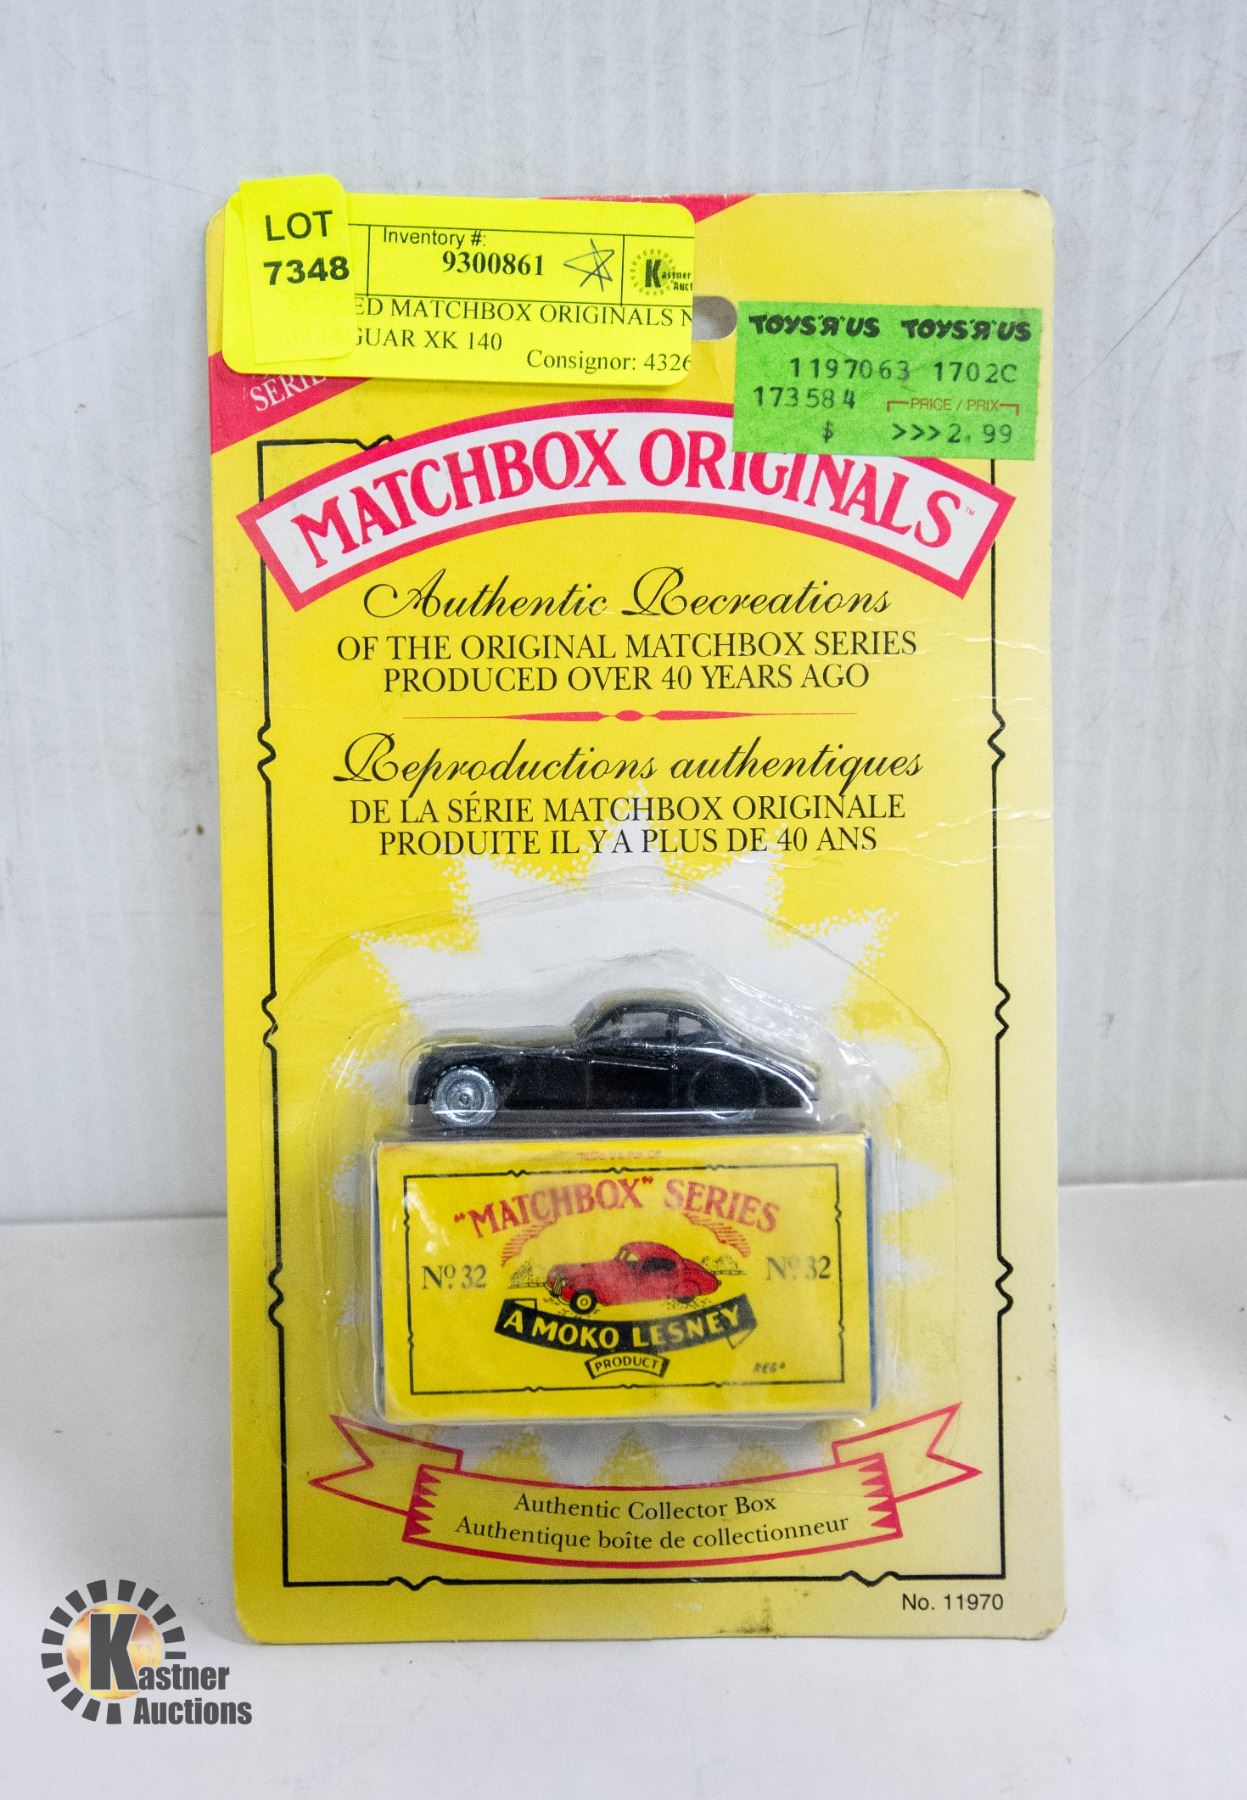 LOT
7348
Inventory #:
9300861
Kastner
ED MATCHBOX ORIGINALS N
GUAR XK 140
Consignor: 4326
TOYS"R"US TOYS"R"US
1197063 1702C
173584 PRICE / PRIX
$ >>>2.99
MATCHBOX ORIGINALS™
Authentic Recreations
OF THE ORIGINAL MATCHBOX SERIES
PRODUCED OVER 40 YEARS AGO
Reproductions authentiques
DE LA SÉRIE MATCHBOX ORIGINALE
PRODUITE IL Y A PLUS DE 40 ANS
"MATCHBOX" SERIES
Nº 32 Nº 32
A MOKO LESNEY
PRODUCT
REGD
Authentic Collector Box
Authentique boîte de collectionneur
No. 11970
Kastner
Auctions